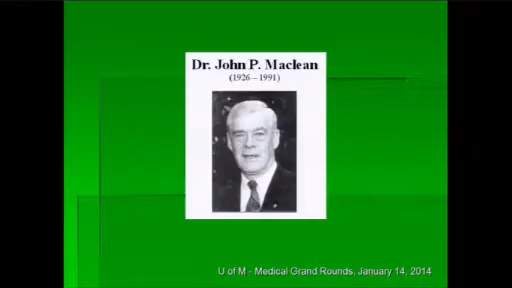 Dr. John P. Maclean
(1926 – 1991)
U of M - Medical Grand Rounds, January 14, 2014